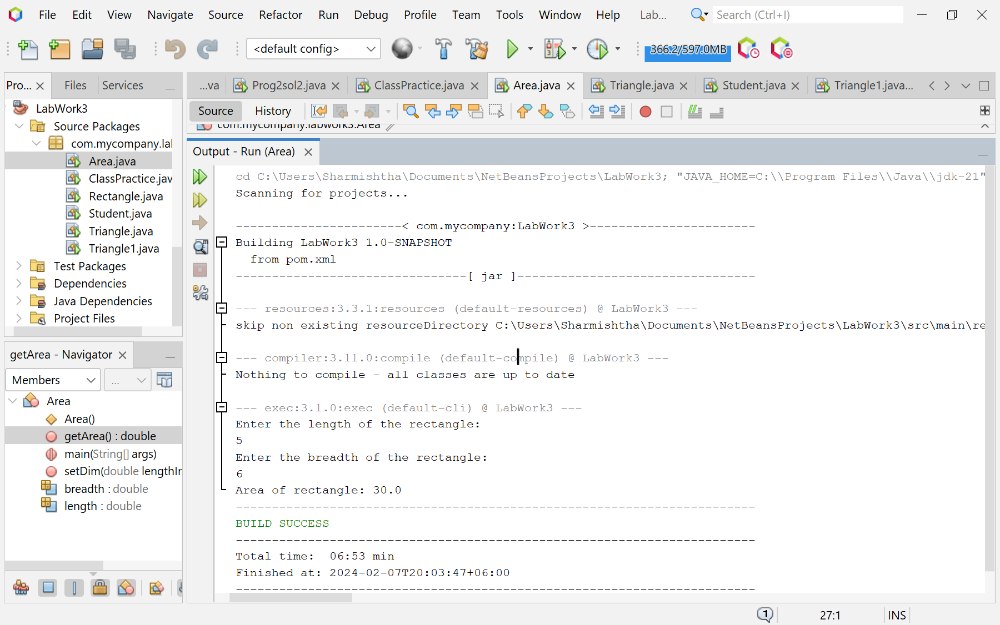 File Edit View Navigate Source Refactor Run Debug Profile Team Tools Window Help Lab... Search (Ctrl+I)
<default config> 366.2/597.0MB
Pro... Files Services
...va Prog2sol2.java ClassPractice.java Area.java Triangle.java Student.java Triangle1.java...
Source History
com.mycompany.labwork3.Area
LabWork3
Source Packages
com.mycompany.lal
Area.java
ClassPractice.jav
Rectangle.java
Student.java
Triangle.java
Triangle1.java
Test Packages
Dependencies
Java Dependencies
Project Files
getArea - Navigator
Members ...
Area
Area()
getArea() : double
main(String[] args)
setDim(double lengthIr
breadth : double
length : double
Output - Run (Area)
cd C:\Users\Sharmishtha\Documents\NetBeansProjects\LabWork3; "JAVA_HOME=C:\\Program Files\\Java\\jdk-21"
Scanning for projects...
-----------------------< com.mycompany:LabWork3 >-----------------------
Building LabWork3 1.0-SNAPSHOT
from pom.xml
--------------------------------[ jar ]---------------------------------
--- resources:3.3.1:resources (default-resources) @ LabWork3 ---
skip non existing resourceDirectory C:\Users\Sharmishtha\Documents\NetBeansProjects\LabWork3\src\main\re
--- compiler:3.11.0:compile (default-compile) @ LabWork3 ---
Nothing to compile - all classes are up to date
--- exec:3.1.0:exec (default-cli) @ LabWork3 ---
Enter the length of the rectangle:
5
Enter the breadth of the rectangle:
6
Area of rectangle: 30.0
------------------------------------------------------------------------
BUILD SUCCESS
------------------------------------------------------------------------
Total time:  06:53 min
Finished at: 2024-02-07T20:03:47+06:00
------------------------------------------------------------------------
1 27:1 INS